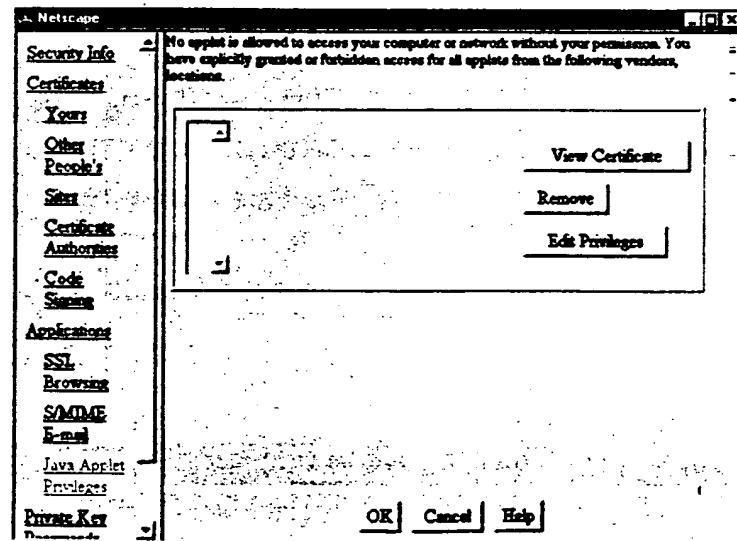 Netscape
Security Info
Certificates
Yours
Other
People's
Sites
Certificate
Authorities
Code
Signing
Applications
SSL
Browsing
S/MIME
E-mail
Java Applet
Privileges
Private Key
No applet is allowed to access your computer or network without your permission. You
have explicitly granted or forbidden access for all applets from the following vendors,
locations.
View Certificate
Remove
Edit Privileges
OK Cancel Help